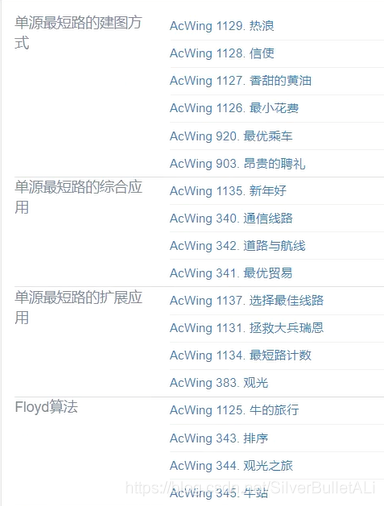 单源最短路的建图方
式
AcWing 1129. 热浪
AcWing 1128. 信使
AcWing 1127. 香甜的黄油
AcWing 1126. 最小花费
AcWing 920. 最优乘车
AcWing 903. 昂贵的聘礼
单源最短路的综合应
用
AcWing 1135. 新年好
AcWing 340. 通信线路
AcWing 342. 道路与航线
AcWing 341. 最优贸易
单源最短路的扩展应
用
AcWing 1137. 选择最佳线路
AcWing 1131. 拯救大兵瑞恩
AcWing 1134. 最短路计数
AcWing 383. 观光
Floyd算法
AcWing 1125. 牛的旅行
AcWing 343. 排序
AcWing 344. 观光之旅
AcWing 345. 牛站
https://blog.csdn.net/SilverBulletALi